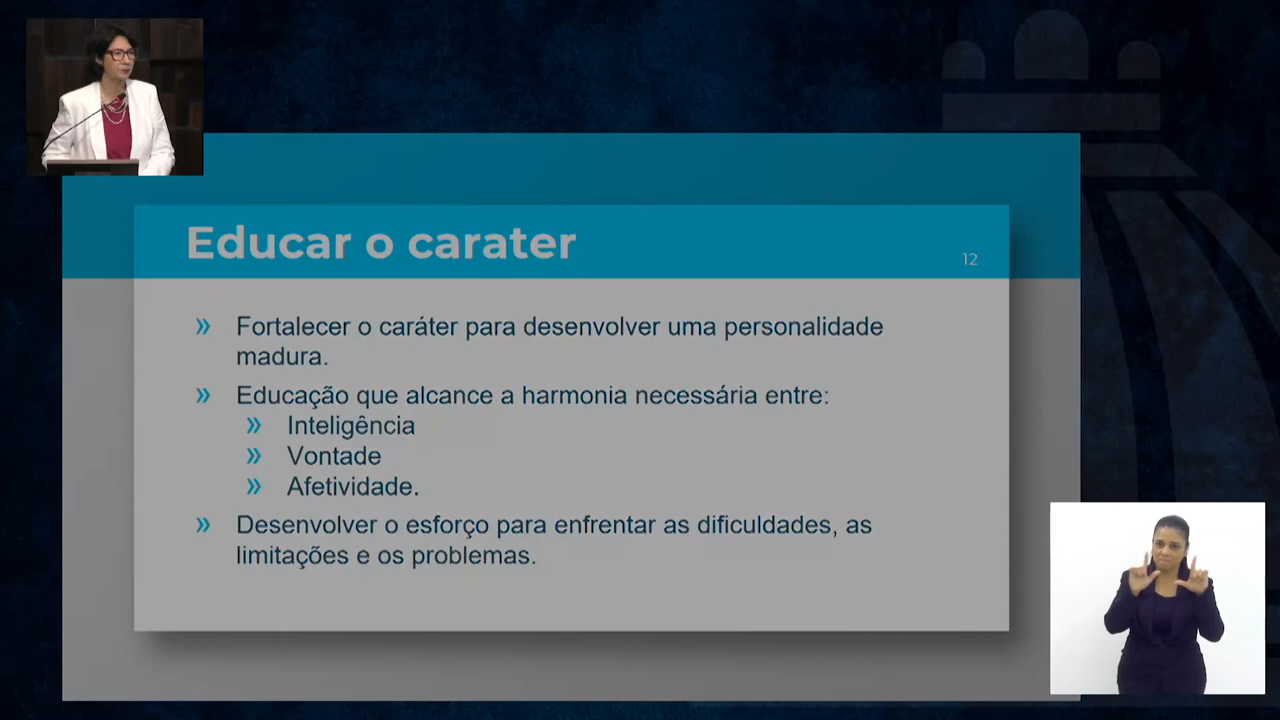 Educar o carater
12
» Fortalecer o caráter para desenvolver uma personalidade
madura.
» Educação que alcance a harmonia necessária entre:
» Inteligência
» Vontade
» Afetividade.
» Desenvolver o esforço para enfrentar as dificuldades, as
limitações e os problemas.